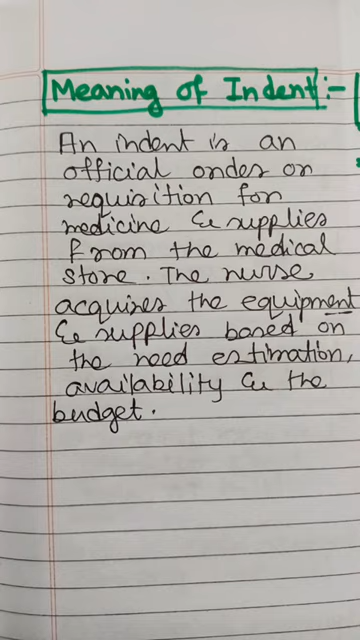 Meaning of Indent :-
An indent is an
official order or
requisition for
medicine & supplies
from the medical
store. The nurse
acquires the equipment
& supplies based on
the need estimation,
availability & the
budget.